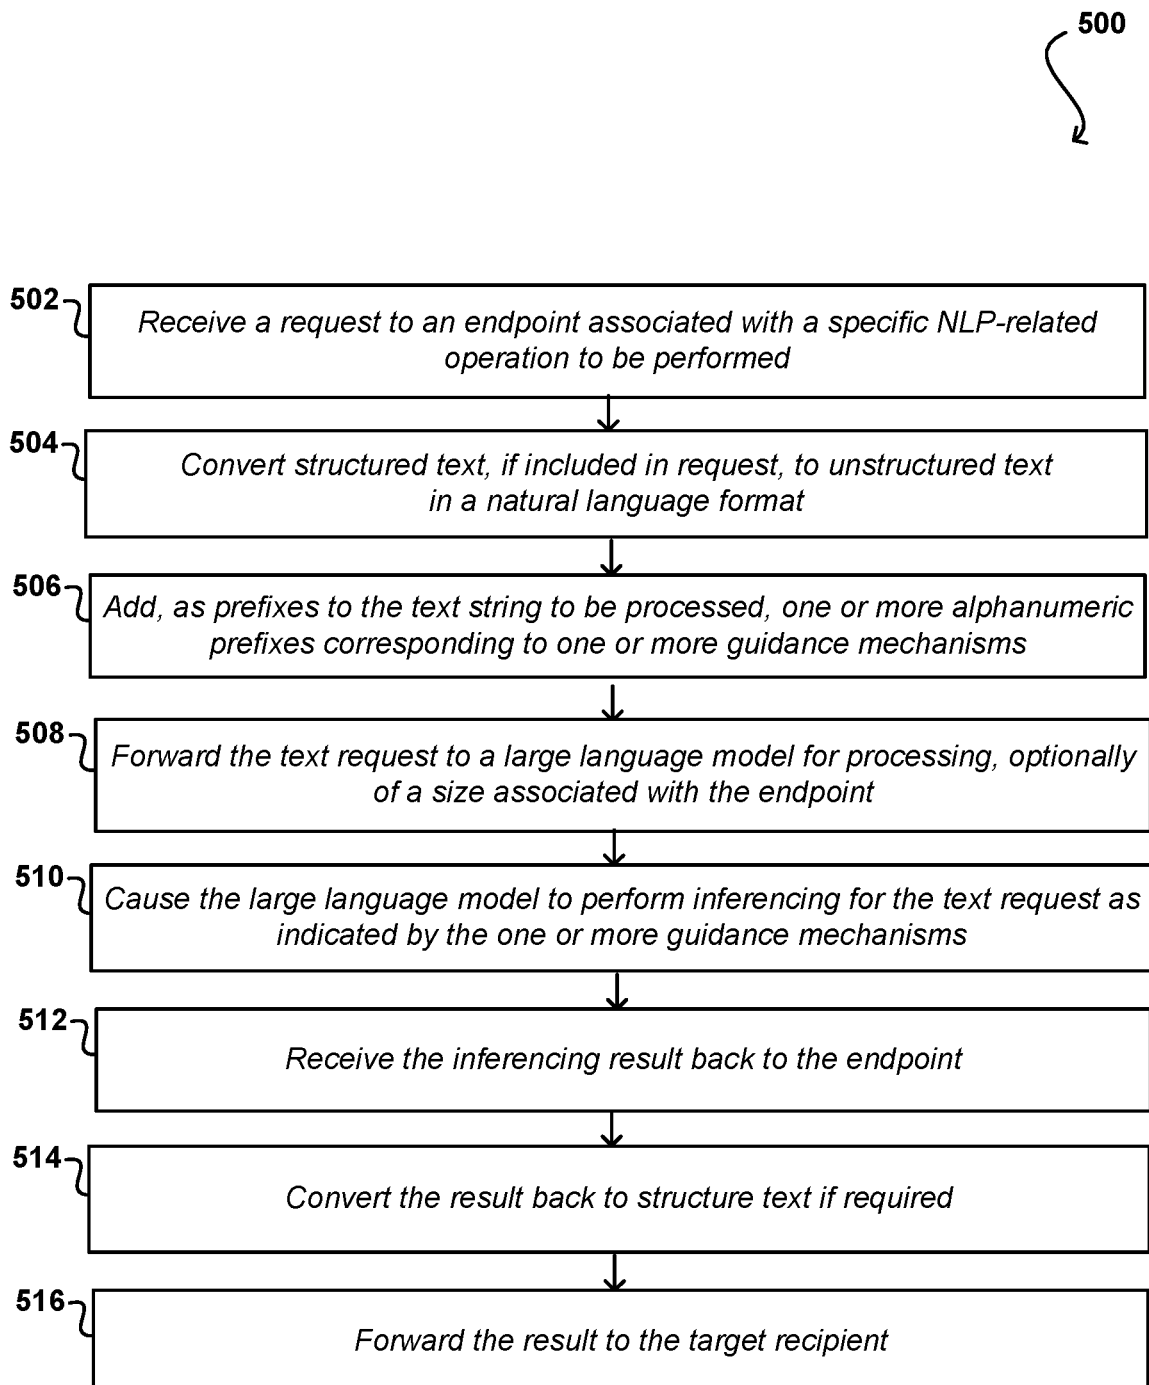 500
502
Receive a request to an endpoint associated with a specific NLP-related
operation to be performed
504
Convert structured text, if included in request, to unstructured text
in a natural language format
506
Add, as prefixes to the text string to be processed, one or more alphanumeric
prefixes corresponding to one or more guidance mechanisms
508
Forward the text request to a large language model for processing, optionally
of a size associated with the endpoint
510
Cause the large language model to perform inferencing for the text request as
indicated by the one or more guidance mechanisms
512
Receive the inferencing result back to the endpoint
514
Convert the result back to structure text if required
516
Forward the result to the target recipient